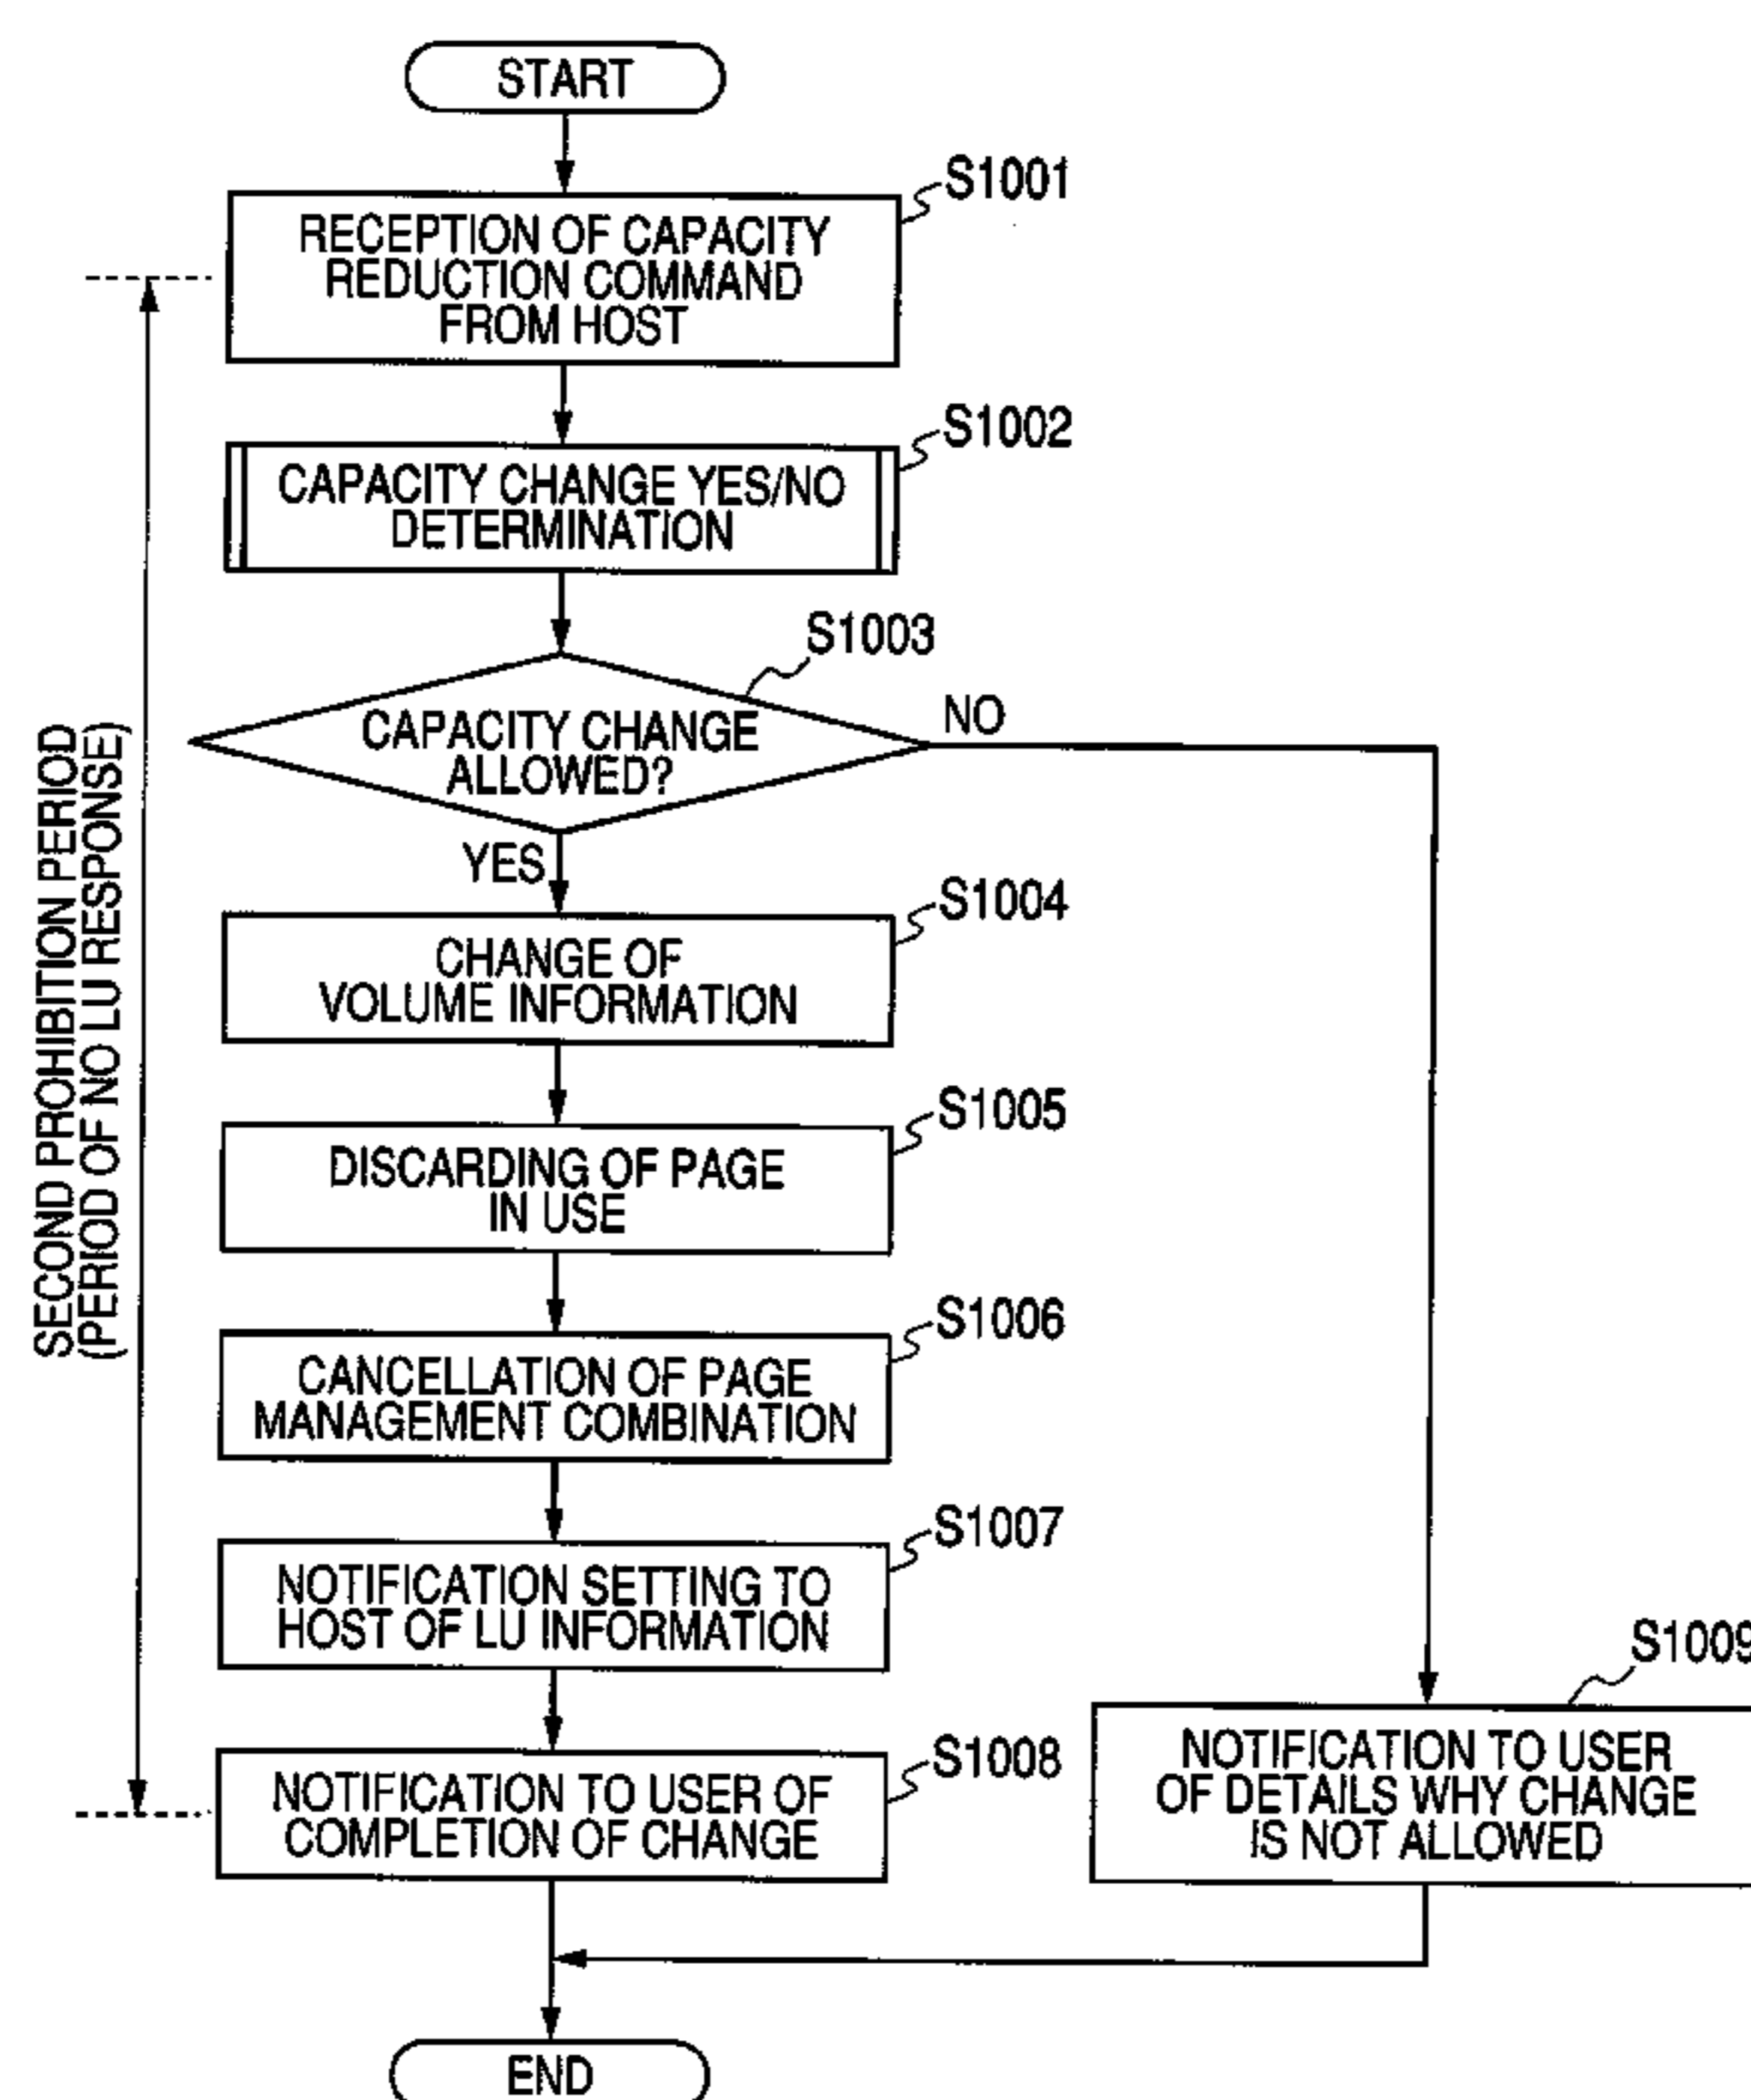 START
S1001
RECEPTION OF CAPACITY
REDUCTION COMMAND
FROM HOST
S1002
CAPACITY CHANGE YES/NO
DETERMINATION
S1003
CAPACITY CHANGE
ALLOWED?
NO
YES
SECOND PROHIBITION PERIOD
(PERIOD OF NO LU RESPONSE)
S1004
CHANGE OF
VOLUME INFORMATION
S1005
DISCARDING OF PAGE
IN USE
S1006
CANCELLATION OF PAGE
MANAGEMENT COMBINATION
S1007
NOTIFICATION SETTING TO
HOST OF LU INFORMATION
S1008
NOTIFICATION TO USER OF
COMPLETION OF CHANGE
S1009
NOTIFICATION TO USER
OF DETAILS WHY CHANGE
IS NOT ALLOWED
END